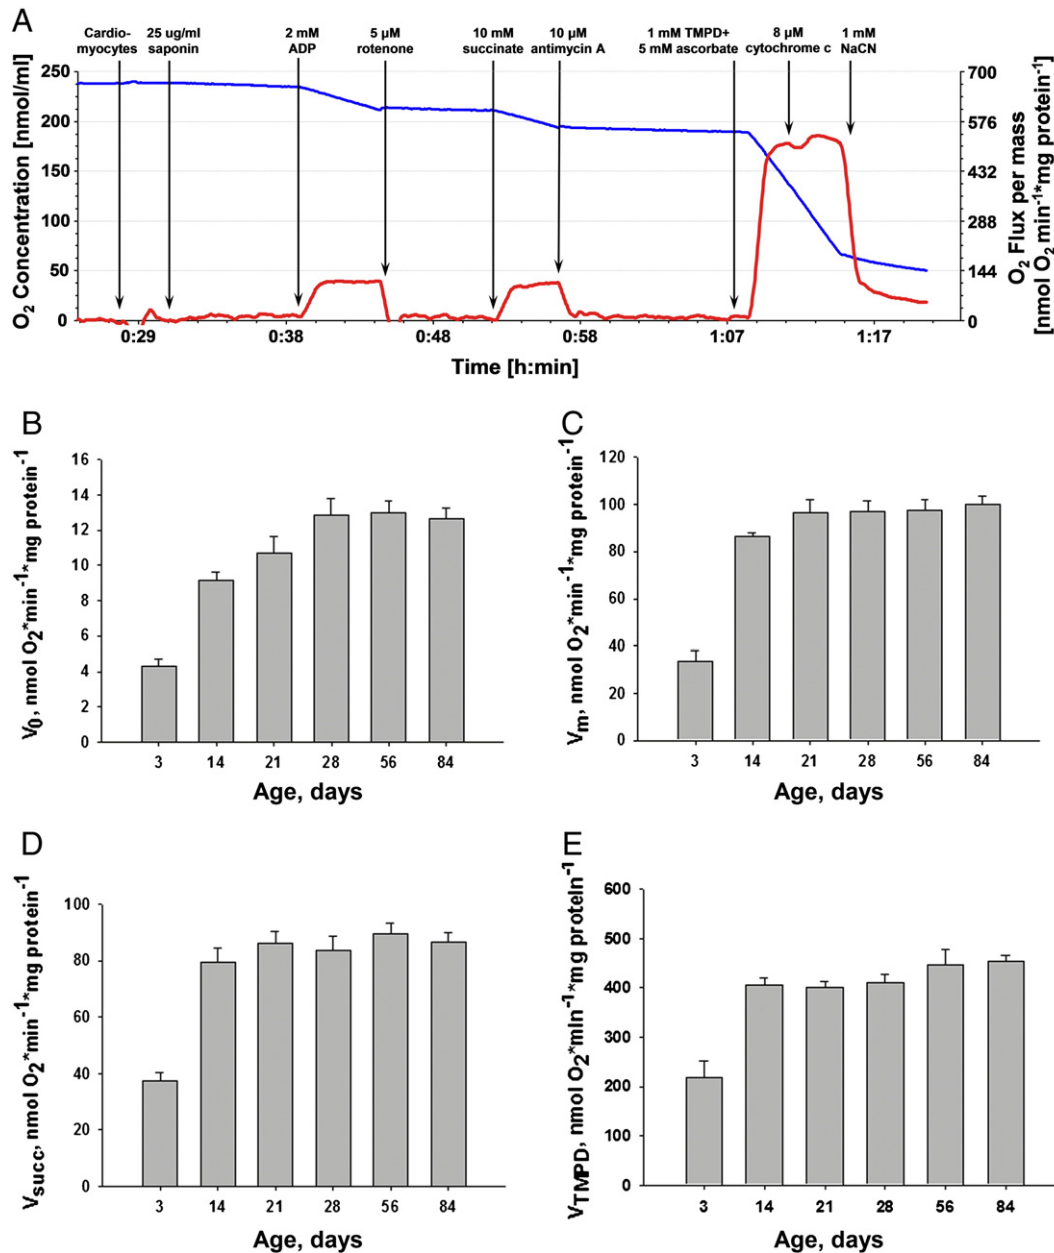 A
Cardio-
myocytes
25 ug/ml
saponin
2 mM
ADP
5 µM
rotenone
10 mM
succinate
10 µM
antimycin A
1 mM TMPD+
5 mM ascorbate
8 µM
cytochrome c
1 mM
NaCN
O2 Concentration [nmol/ml]
250
200
150
100
50
0
700
576
432
288
144
0
O2 Flux per mass
[nmol O2 min-1*mg protein-1]
0:29 0:38 0:48 0:58 1:07 1:17
Time [h:min]
B
V0, nmol O2*min-1*mg protein-1
16
14
12
10
8
6
4
2
0
3 14 21 28 56 84
Age, days
C
Vm, nmol O2*min-1*mg protein-1
120
100
80
60
40
20
0
3 14 21 28 56 84
Age, days
D
Vsucc, nmol O2*min-1*mg protein-1
100
80
60
40
20
0
3 14 21 28 56 84
Age, days
E
VTMPD, nmol O2*min-1*mg protein-1
600
500
400
300
200
100
0
3 14 21 28 56 84
Age, days